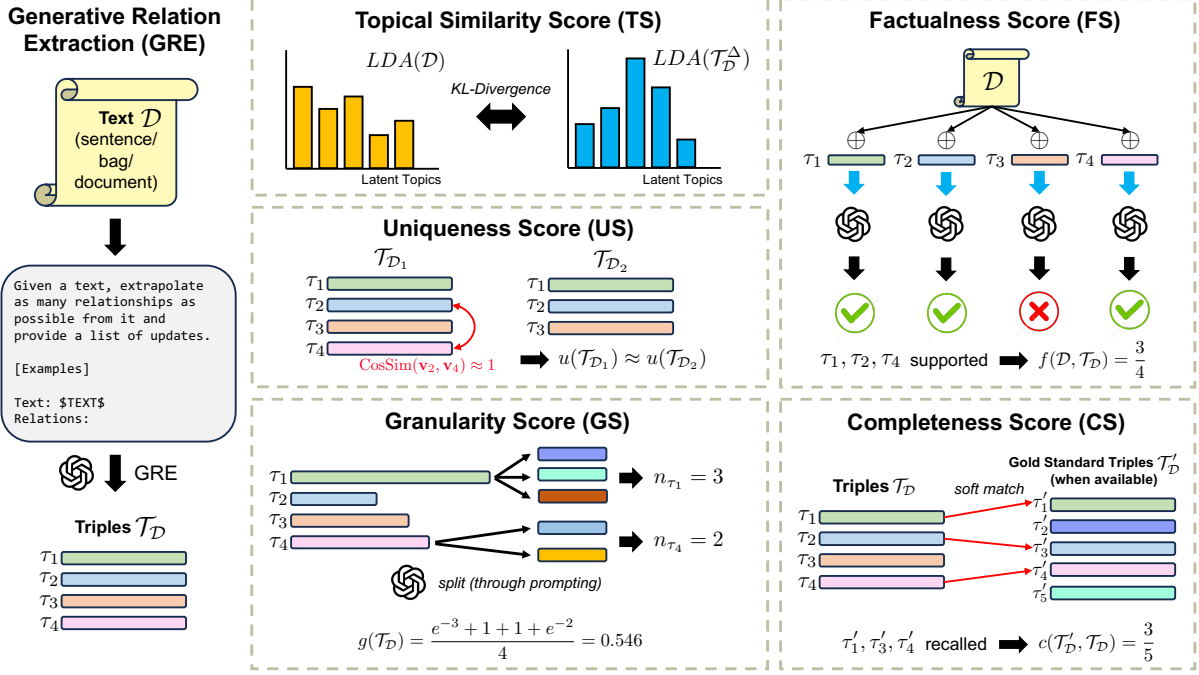 Generative Relation
Extraction (GRE)
Text 𝒟
(sentence/
bag/
document)
Given a text, extrapolate
as many relationships as
possible from it and
provide a list of updates.
[Examples]
Text: $TEXT$
Relations:
GRE
Triples 𝒯_𝒟
τ₁
τ₂
τ₃
τ₄
Topical Similarity Score (TS)
LDA(𝒟)
KL-Divergence
LDA(𝒯_𝒟^Δ)
Latent Topics
Latent Topics
Uniqueness Score (US)
𝒯_𝒟₁
τ₁
τ₂
τ₃
τ₄
𝒯_𝒟₂
τ₁
τ₂
τ₃
CosSim(v₂, v₄) ≈ 1
u(𝒯_𝒟₁) ≈ u(𝒯_𝒟₂)
Granularity Score (GS)
τ₁
τ₂
τ₃
τ₄
n_τ₁ = 3
n_τ₄ = 2
split (through prompting)
g(𝒯_𝒟) = (e⁻³ + 1 + 1 + e⁻²)/4 = 0.546
Factualness Score (FS)
𝒟
⊕ ⊕ ⊕ ⊕
τ₁ τ₂ τ₃ τ₄
τ₁, τ₂, τ₄ supported f(𝒟, 𝒯_𝒟) = 3/4
Completeness Score (CS)
Triples 𝒯_𝒟
soft match
Gold Standard Triples 𝒯′_𝒟
(when available)
τ₁
τ₂
τ₃
τ₄
τ′₁
τ′₂
τ′₃
τ′₄
τ′₅
τ′₁, τ′₃, τ′₄ recalled c(𝒯′_𝒟, 𝒯_𝒟) = 3/5